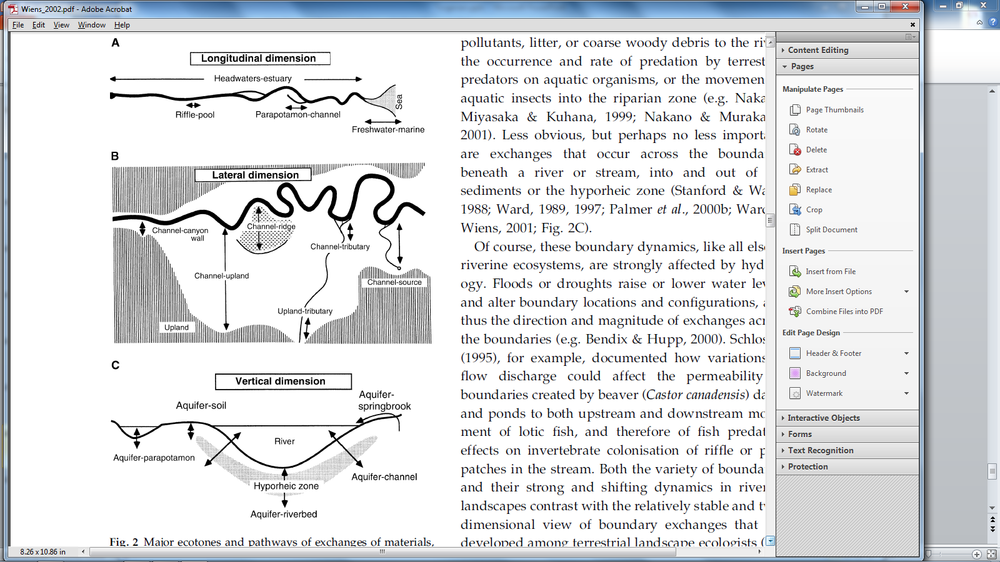 Wiens_2002.pdf - Adobe Acrobat
File Edit View Window Help
A
Longitudinal dimension
Headwaters-estuary
Riffle-pool
Parapotamon-channel
Sea
Freshwater-marine
B
Lateral dimension
Channel-canyon
wall
Channel-ridge
Channel-tributary
Channel-upland
Channel-source
Upland-tributary
Upland
C
Vertical dimension
Aquifer-soil
Aquifer-
springbrook
River
Aquifer-parapotamon
Aquifer-channel
Hyporheic zone
Aquifer-riverbed
Fig. 2 Major ecotones and pathways of exchanges of materials,
pollutants, litter, or coarse woody debris to the riv
the occurrence and rate of predation by terrest
predators on aquatic organisms, or the movemen
aquatic insects into the riparian zone (e.g. Naka
Miyasaka & Kuhana, 1999; Nakano & Muraka
2001). Less obvious, but perhaps no less importa
are exchanges that occur across the bounda
beneath a river or stream, into and out of
sediments or the hyporheic zone (Stanford & Wa
1988; Ward, 1989, 1997; Palmer et al., 2000b; Ward
Wiens, 2001; Fig. 2C).
Of course, these boundary dynamics, like all else
riverine ecosystems, are strongly affected by hyd
ogy. Floods or droughts raise or lower water lev
and alter boundary locations and configurations, a
thus the direction and magnitude of exchanges acr
the boundaries (e.g. Bendix & Hupp, 2000). Schlos
(1995), for example, documented how variations
flow discharge could affect the permeability
boundaries created by beaver (Castor canadensis) da
and ponds to both upstream and downstream mo
ment of lotic fish, and therefore of fish predat
effects on invertebrate colonisation of riffle or p
patches in the stream. Both the variety of bounda
and their strong and shifting dynamics in river
landscapes contrast with the relatively stable and tw
dimensional view of boundary exchanges that
developed among terrestrial landscape ecologists (
8.26 x 10.86 in
Content Editing
Pages
Manipulate Pages
Page Thumbnails
Rotate
Delete
Extract
Replace
Crop
Split Document
Insert Pages
Insert from File
More Insert Options
Combine Files into PDF
Edit Page Design
Header & Footer
Background
Watermark
Interactive Objects
Forms
Text Recognition
Protection